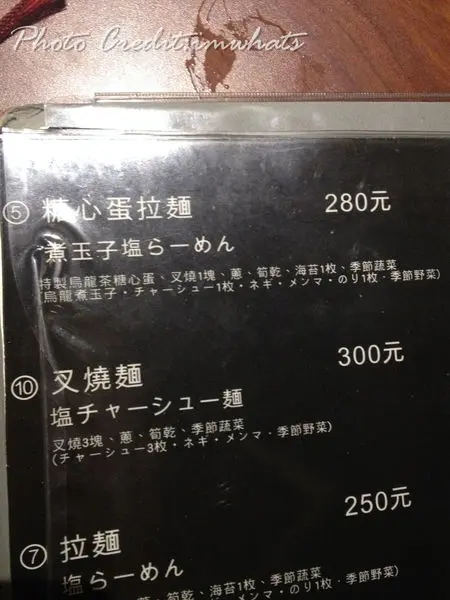 Photo Credit:imwhats
⑤ 糖心蛋拉麵 280元
煮玉子塩らーめん
特製烏龍茶糖心蛋、叉燒1塊、蔥、筍乾、海苔1枚、季節蔬菜
(烏龍煮玉子・チャーシュー1枚・ネギ・メンマ・のり1枚・季節野菜)
⑩ 叉燒麵 300元
塩チャーシュー麺
叉燒3塊、蔥、筍乾、季節蔬菜
(チャーシュー3枚・ネギ・メンマ・季節野菜)
⑦ 拉麵 250元
塩らーめん
蔥、筍乾、海苔1枚、季節蔬菜
ネギ・メンマ・のり1枚・季節野菜)